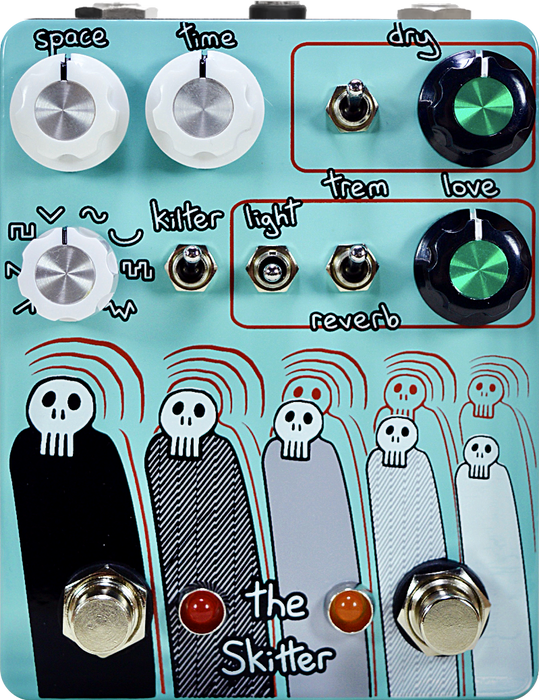 space time dry
trem love
kilter light
reverb
the
Skitter